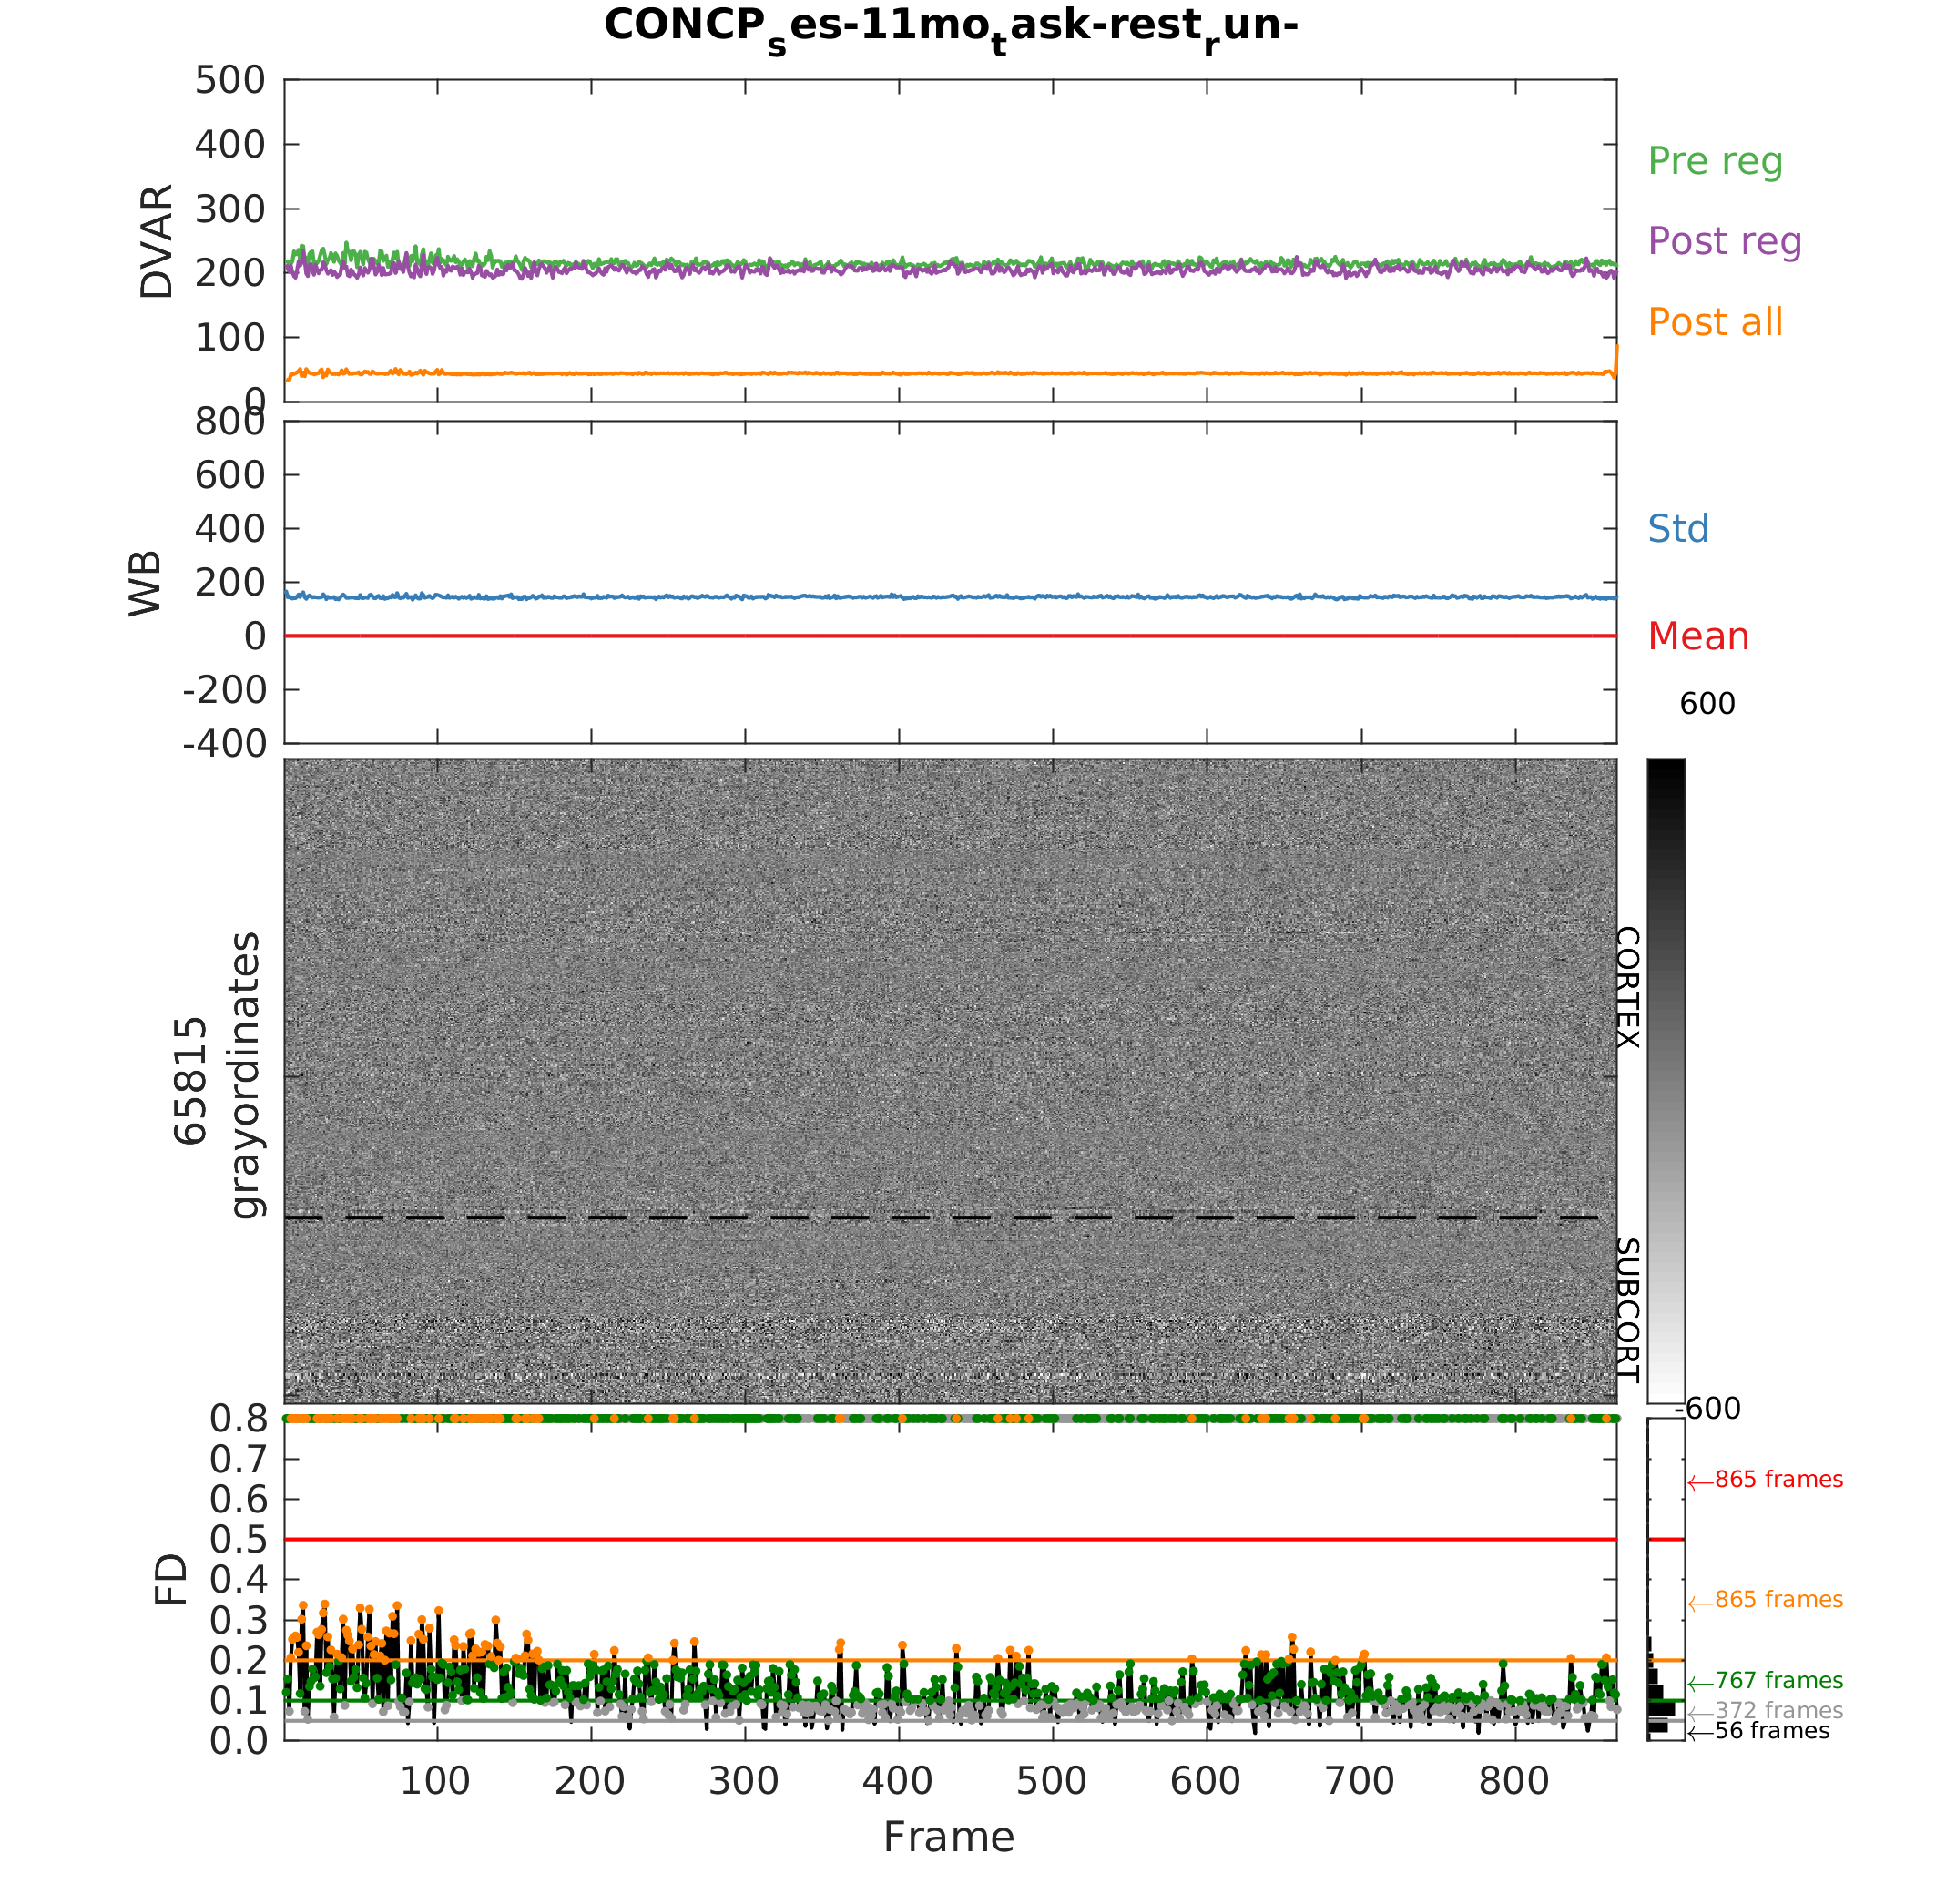 CONCPses-11motask-restrun-
500
400
300
200
100
0
DVAR
Pre reg
Post reg
Post all
800
600
400
200
0
-200
-400
WB
Std
Mean
600
65815
grayordinates
CORTEX
SUBCORT
-600
0.8
0.7
0.6
0.5
0.4
0.3
0.2
0.1
0.0
FD
←865 frames
←865 frames
←767 frames
←372 frames
←56 frames
100 200 300 400 500 600 700 800
Frame